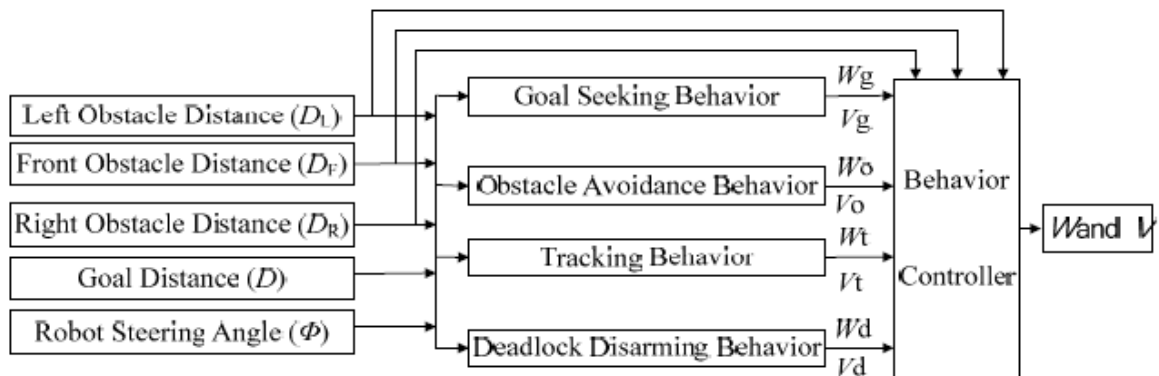 Left Obstacle Distance (DL)
Front Obstacle Distance (DF)
Right Obstacle Distance (DR)
Goal Distance (D)
Robot Steering Angle (Φ)
Goal Seeking Behavior
Obstacle Avoidance Behavior
Tracking Behavior
Deadlock Disarming Behavior
Wg
Vg
Wo
Vo
Wt
Vt
Wd
Vd
Behavior
Controller
Wand V